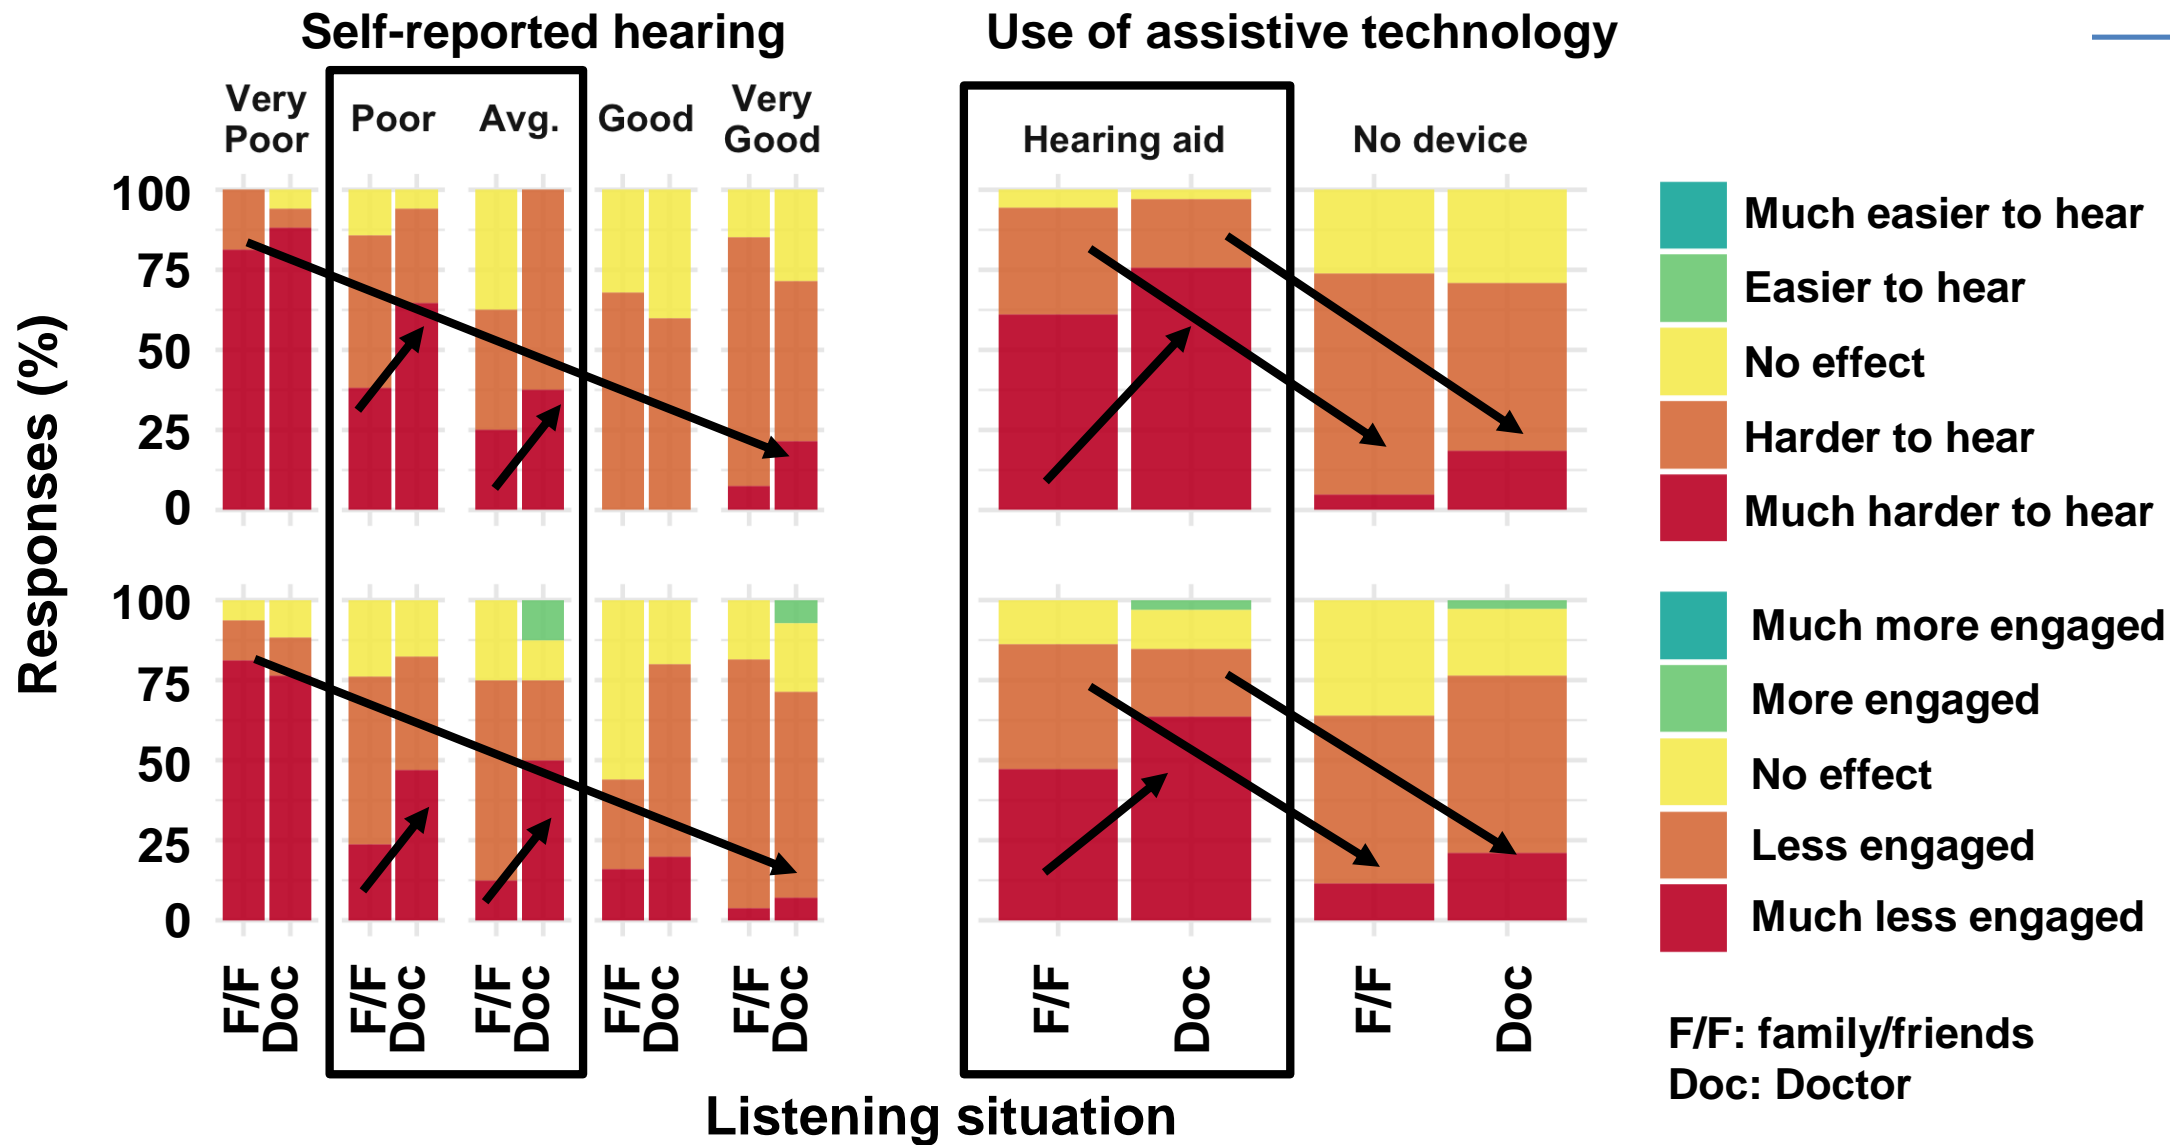 Self-reported hearing
Use of assistive technology
Very Poor
Poor
Avg.
Good
Very Good
Hearing aid
No device
Responses (%)
100
75
50
25
0
100
75
50
25
0
Much easier to hear
Easier to hear
No effect
Harder to hear
Much harder to hear
Much more engaged
More engaged
No effect
Less engaged
Much less engaged
F/F
Doc
F/F
Doc
F/F
Doc
F/F
Doc
F/F
Doc
F/F
Doc
F/F
Doc
F/F: family/friends
Doc: Doctor
Listening situation